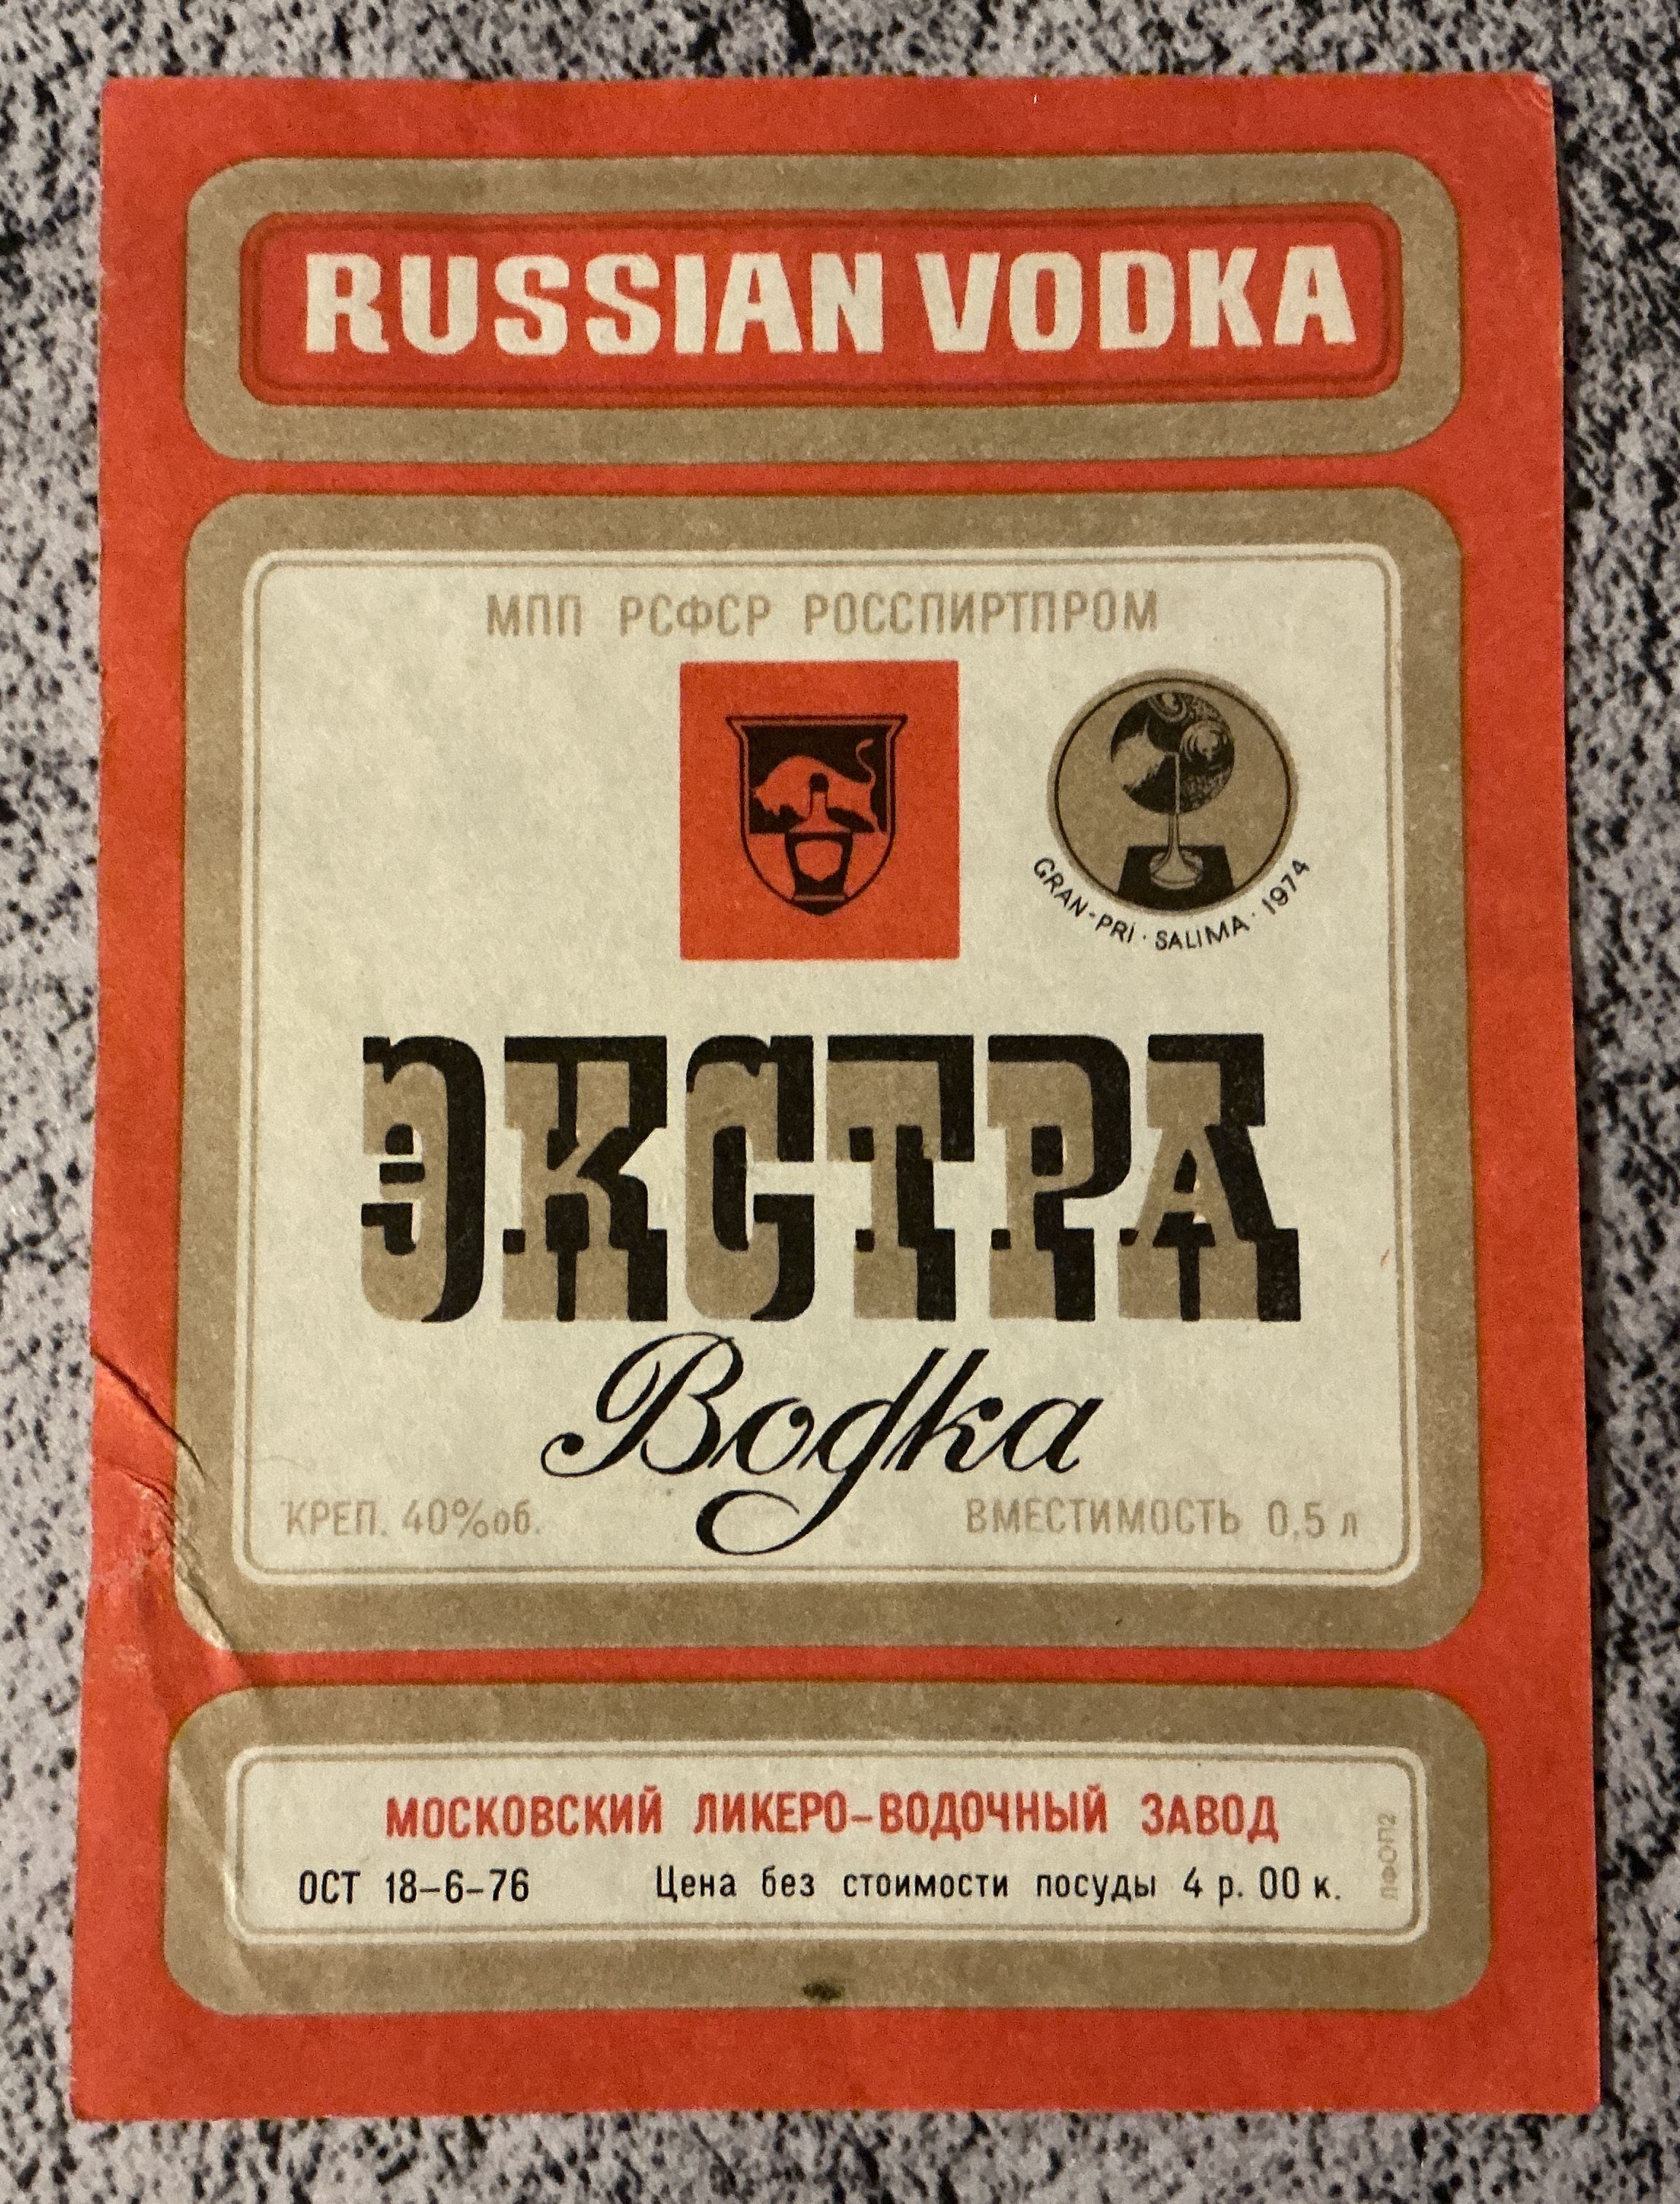 RUSSIAN VODKA
МПП РСФСР РОССПИРТПРОМ
GRAN-PRI · SALIMA · 1974
ЭКСТРА
Водка
КРЕП. 40%об.
ВМЕСТИМОСТЬ 0,5 л
МОСКОВСКИЙ ЛИКЕРО-ВОДОЧНЫЙ ЗАВОД
ОСТ 18-6-76 Цена без стоимости посуды 4 р. 00 к.